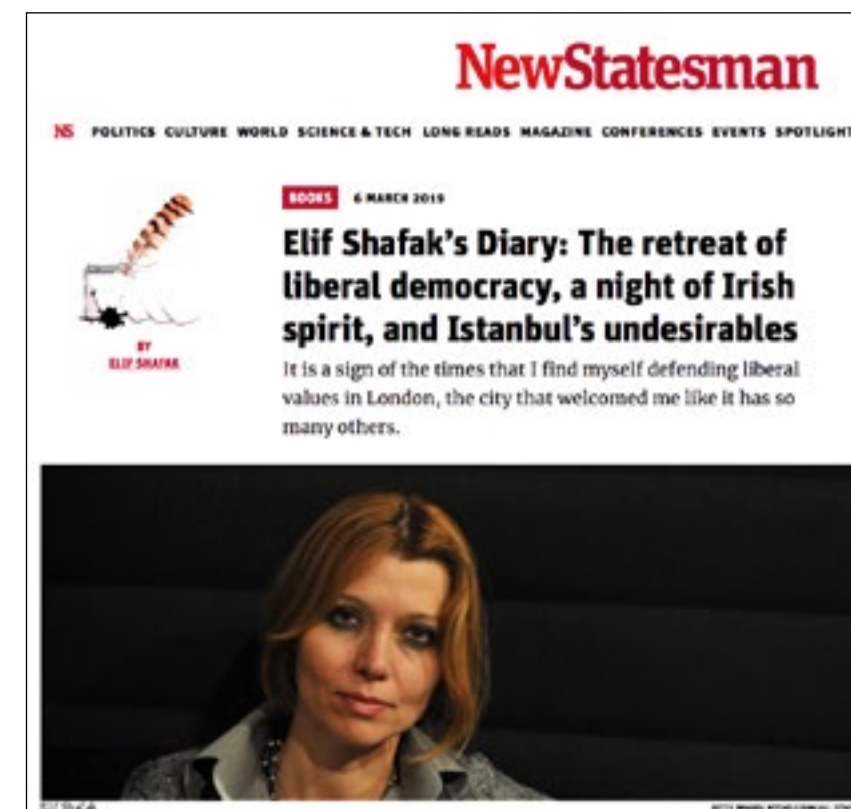 NewStatesman
NS POLITICS CULTURE WORLD SCIENCE & TECH LONG READS MAGAZINE CONFERENCES EVENTS SPOTLIGHT
BOOKS 6 MARCH 2019
Elif Shafak’s Diary: The retreat of
liberal democracy, a night of Irish
spirit, and Istanbul’s undesirables
BY
ELIF SHAFAK
It is a sign of the times that I find myself defending liberal
values in London, the city that welcomed me like it has so
many others.